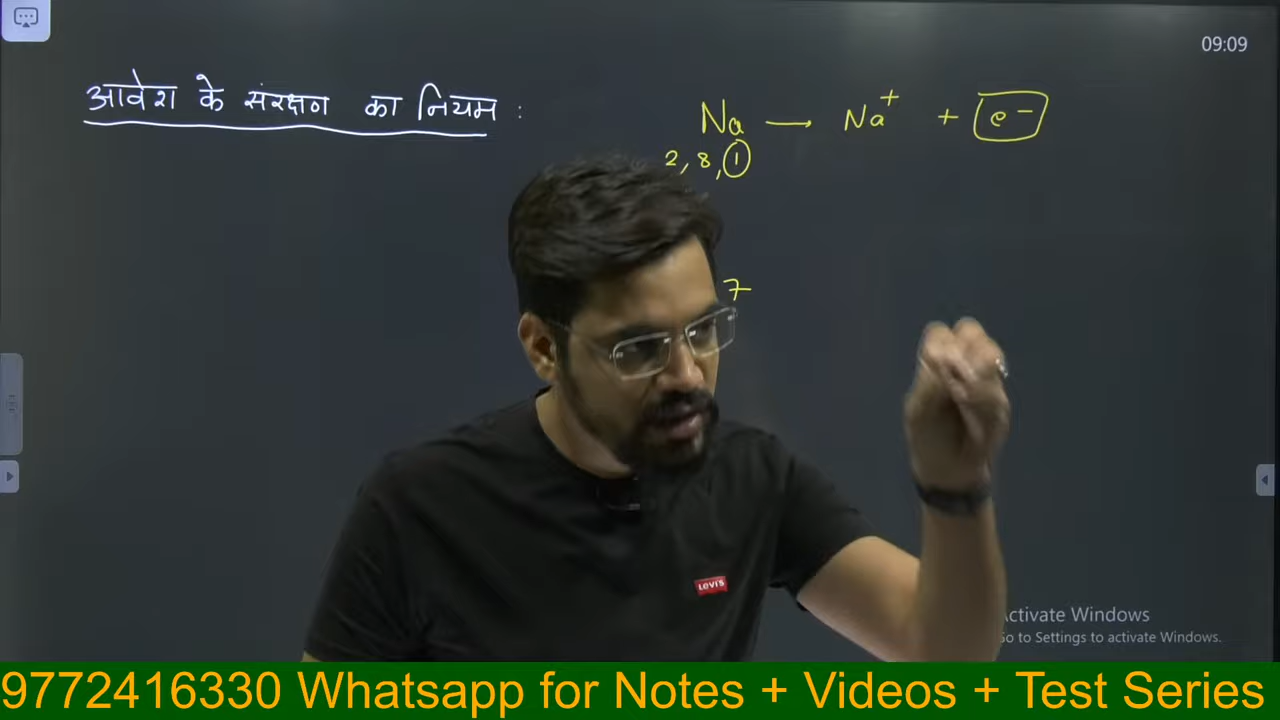 09:09
आवेश के संरक्षण का नियम :
Na → Na⁺ + e⁻
2, 8, 1
7
Levi's
Activate Windows
Go to Settings to activate Windows.
9772416330 Whatsapp for Notes + Videos + Test Series